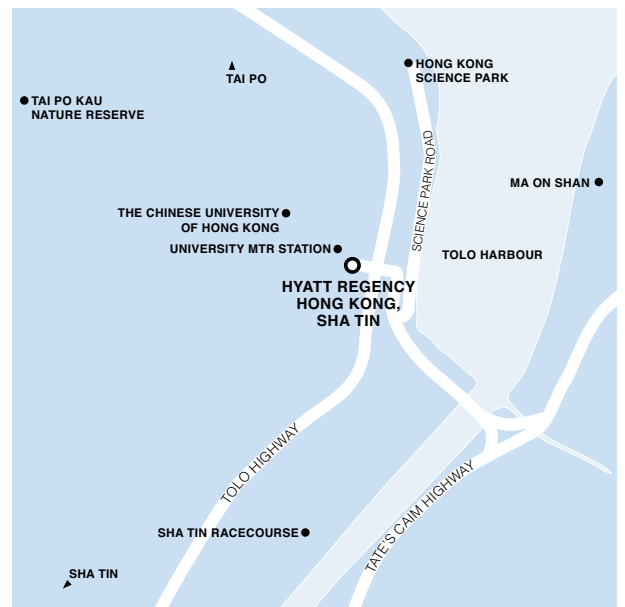 HONG KONG
SCIENCE PARK
TAI PO
TAI PO KAU
NATURE RESERVE
SCIENCE PARK ROAD
MA ON SHAN
THE CHINESE UNIVERSITY
OF HONG KONG
UNIVERSITY MTR STATION
TOLO HARBOUR
HYATT REGENCY
HONG KONG,
SHA TIN
TOLO HIGHWAY
TATE'S CAIM HIGHWAY
SHA TIN RACECOURSE
SHA TIN